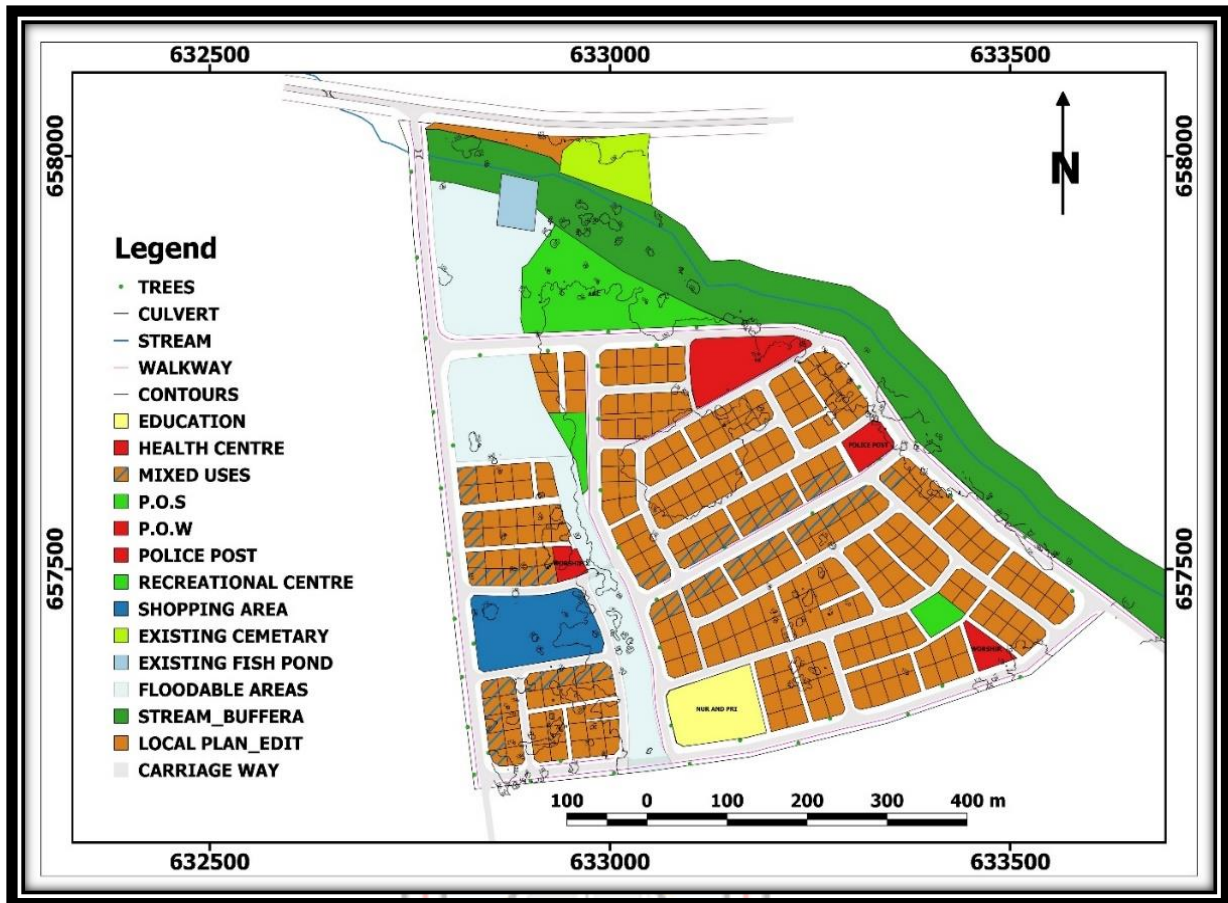 632500
633000
633500
658000
658000
N
Legend
TREES
CULVERT
STREAM
WALKWAY
CONTOURS
EDUCATION
HEALTH CENTRE
MIXED USES
P.O.S
P.O.W
POLICE POST
RECREATIONAL CENTRE
SHOPPING AREA
EXISTING CEMETARY
EXISTING FISH POND
FLOODABLE AREAS
STREAM_BUFFERA
LOCAL PLAN_EDIT
CARRIAGE WAY
POLICE POST
WORSHIP
WORSHIP
NUR AND PRI
657500
657500
100 0 100 200 300 400 m
632500
633000
633500